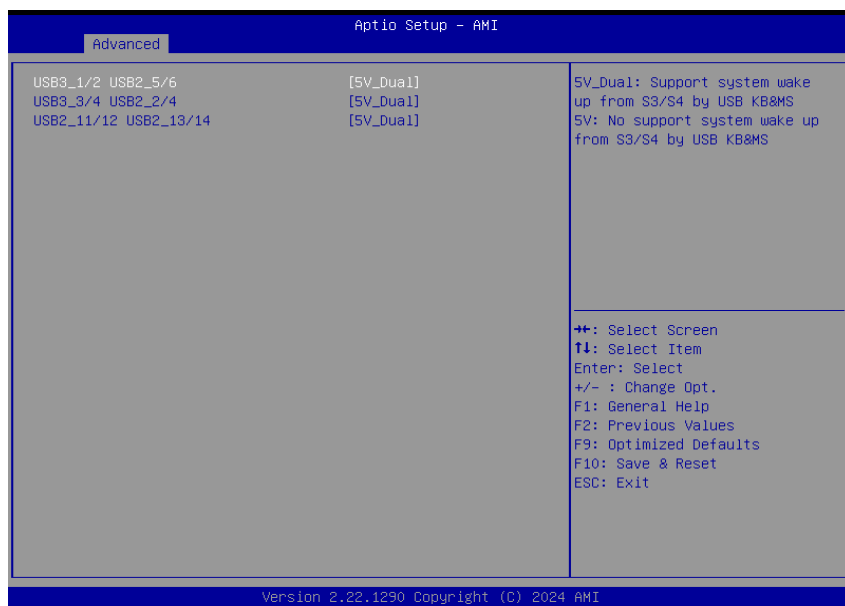 Aptio Setup – AMI
Advanced
USB3_1/2 USB2_5/6 [5V_Dual]
USB3_3/4 USB2_2/4 [5V_Dual]
USB2_11/12 USB2_13/14 [5V_Dual]
5V_Dual: Support system wake
up from S3/S4 by USB KB&MS
5V: No support system wake up
from S3/S4 by USB KB&MS
→←: Select Screen
↑↓: Select Item
Enter: Select
+/- : Change Opt.
F1: General Help
F2: Previous Values
F9: Optimized Defaults
F10: Save & Reset
ESC: Exit
Version 2.22.1290 Copyright (C) 2024 AMI